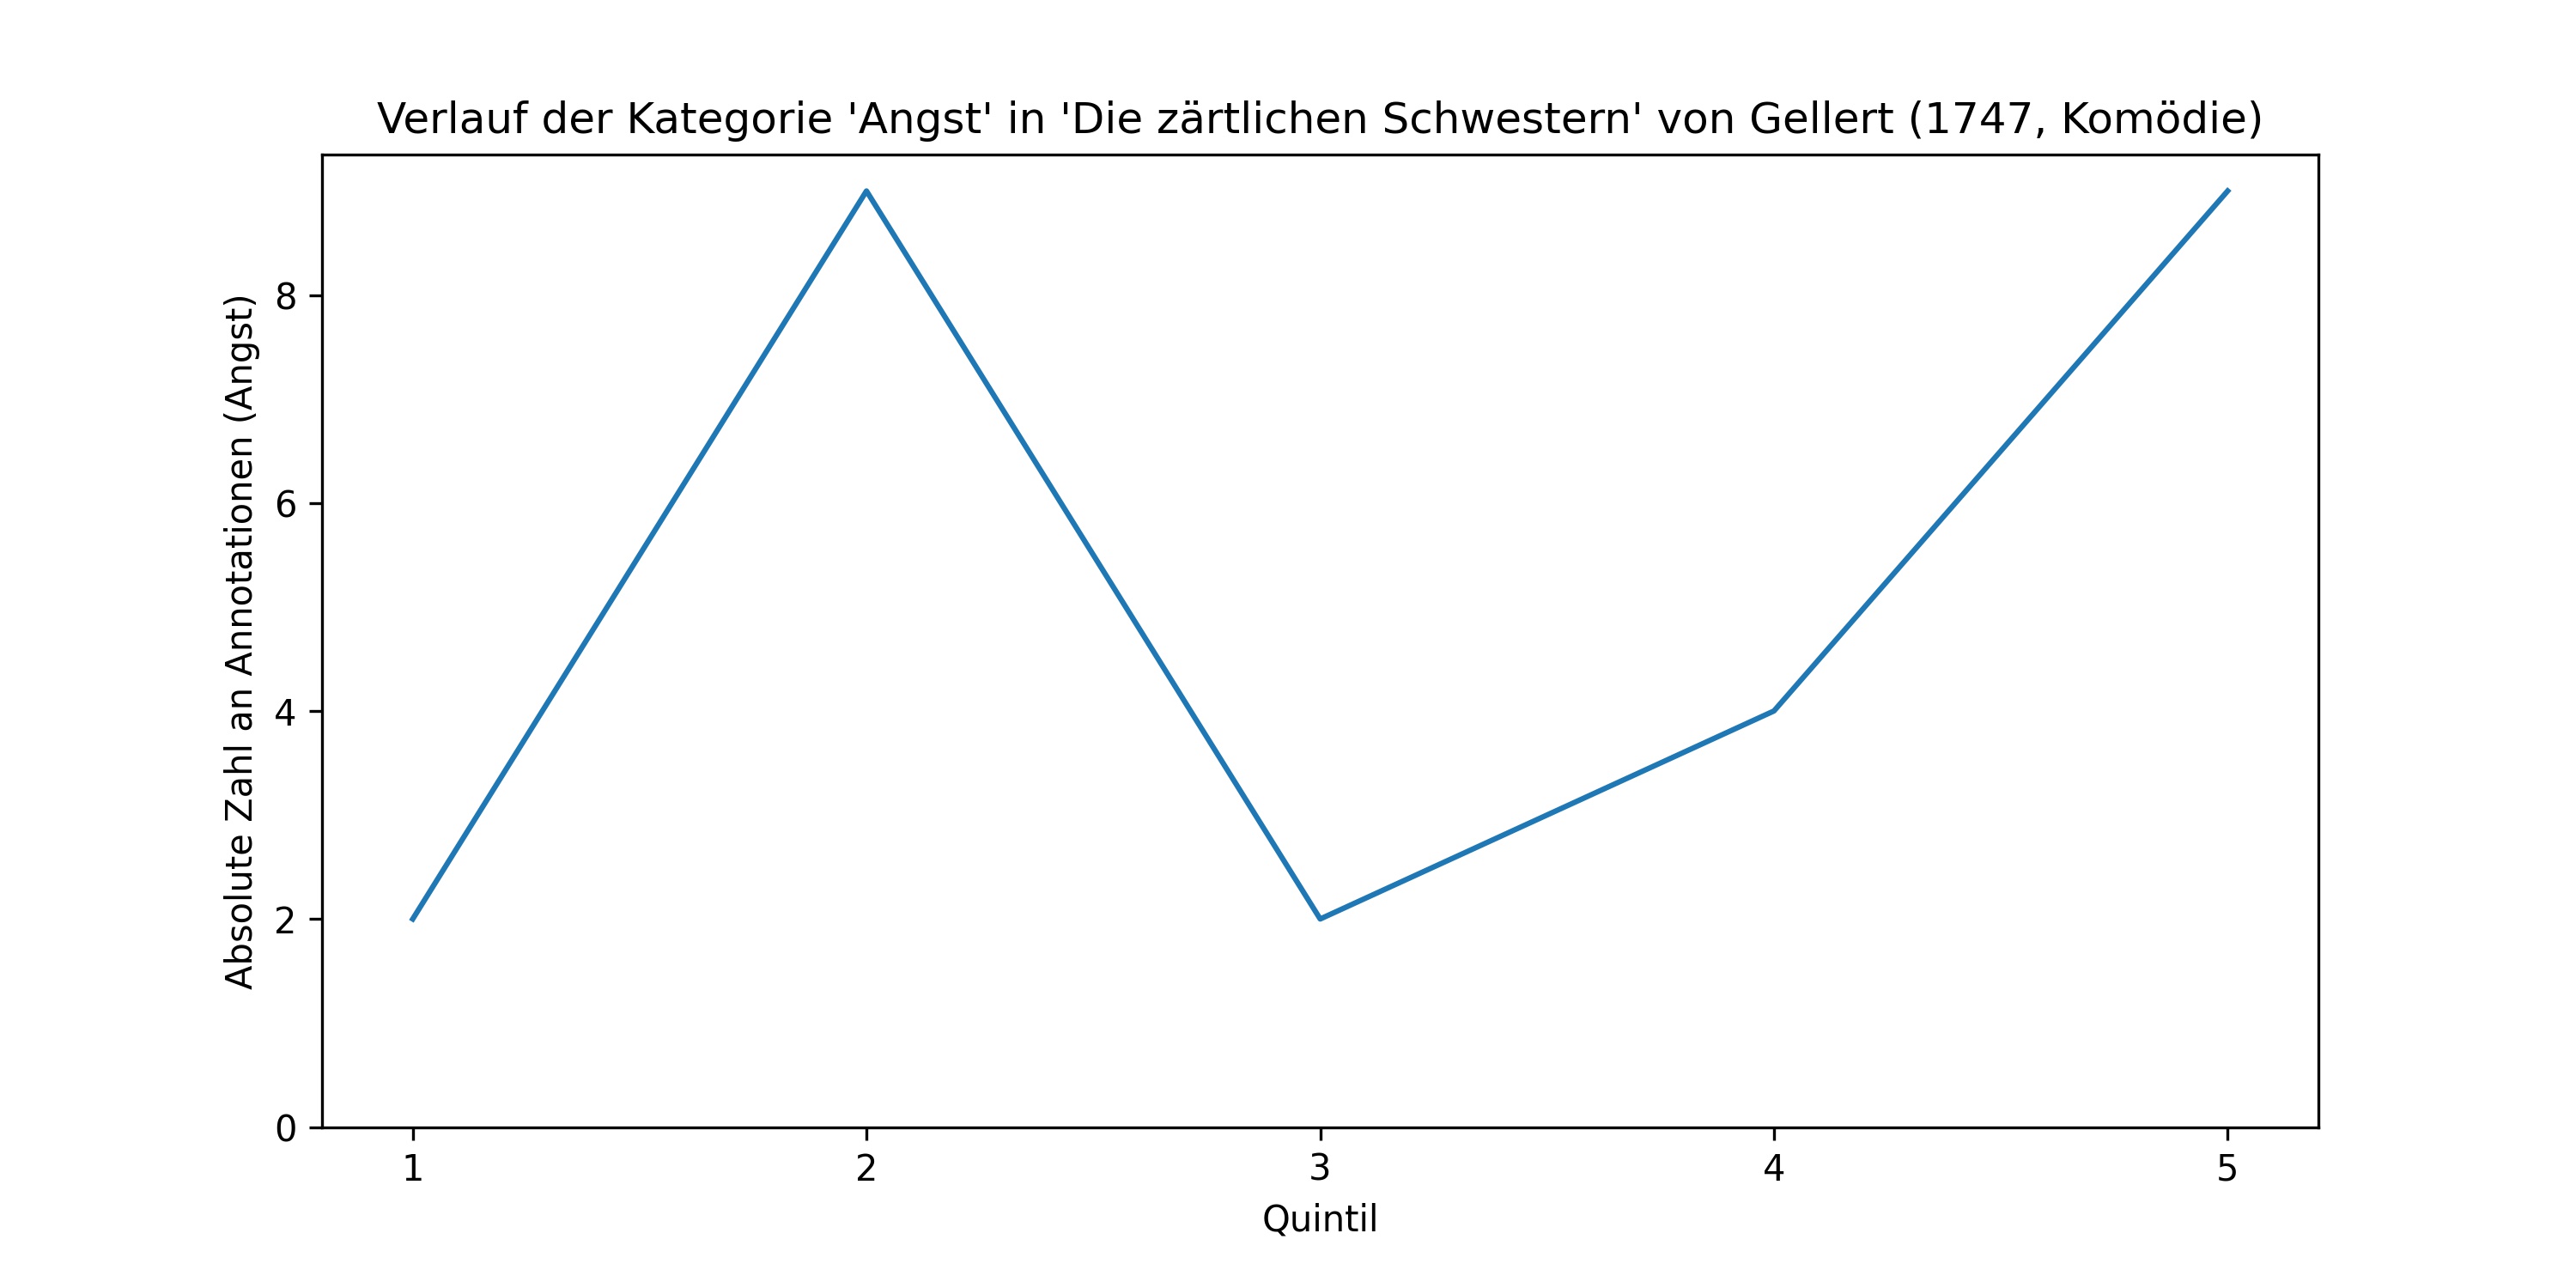 Verlauf der Kategorie 'Angst' in 'Die zärtlichen Schwestern' von Gellert (1747, Komödie)
Absolute Zahl an Annotationen (Angst)
8
6
4
2
0
1 2 3 4 5
Quintil